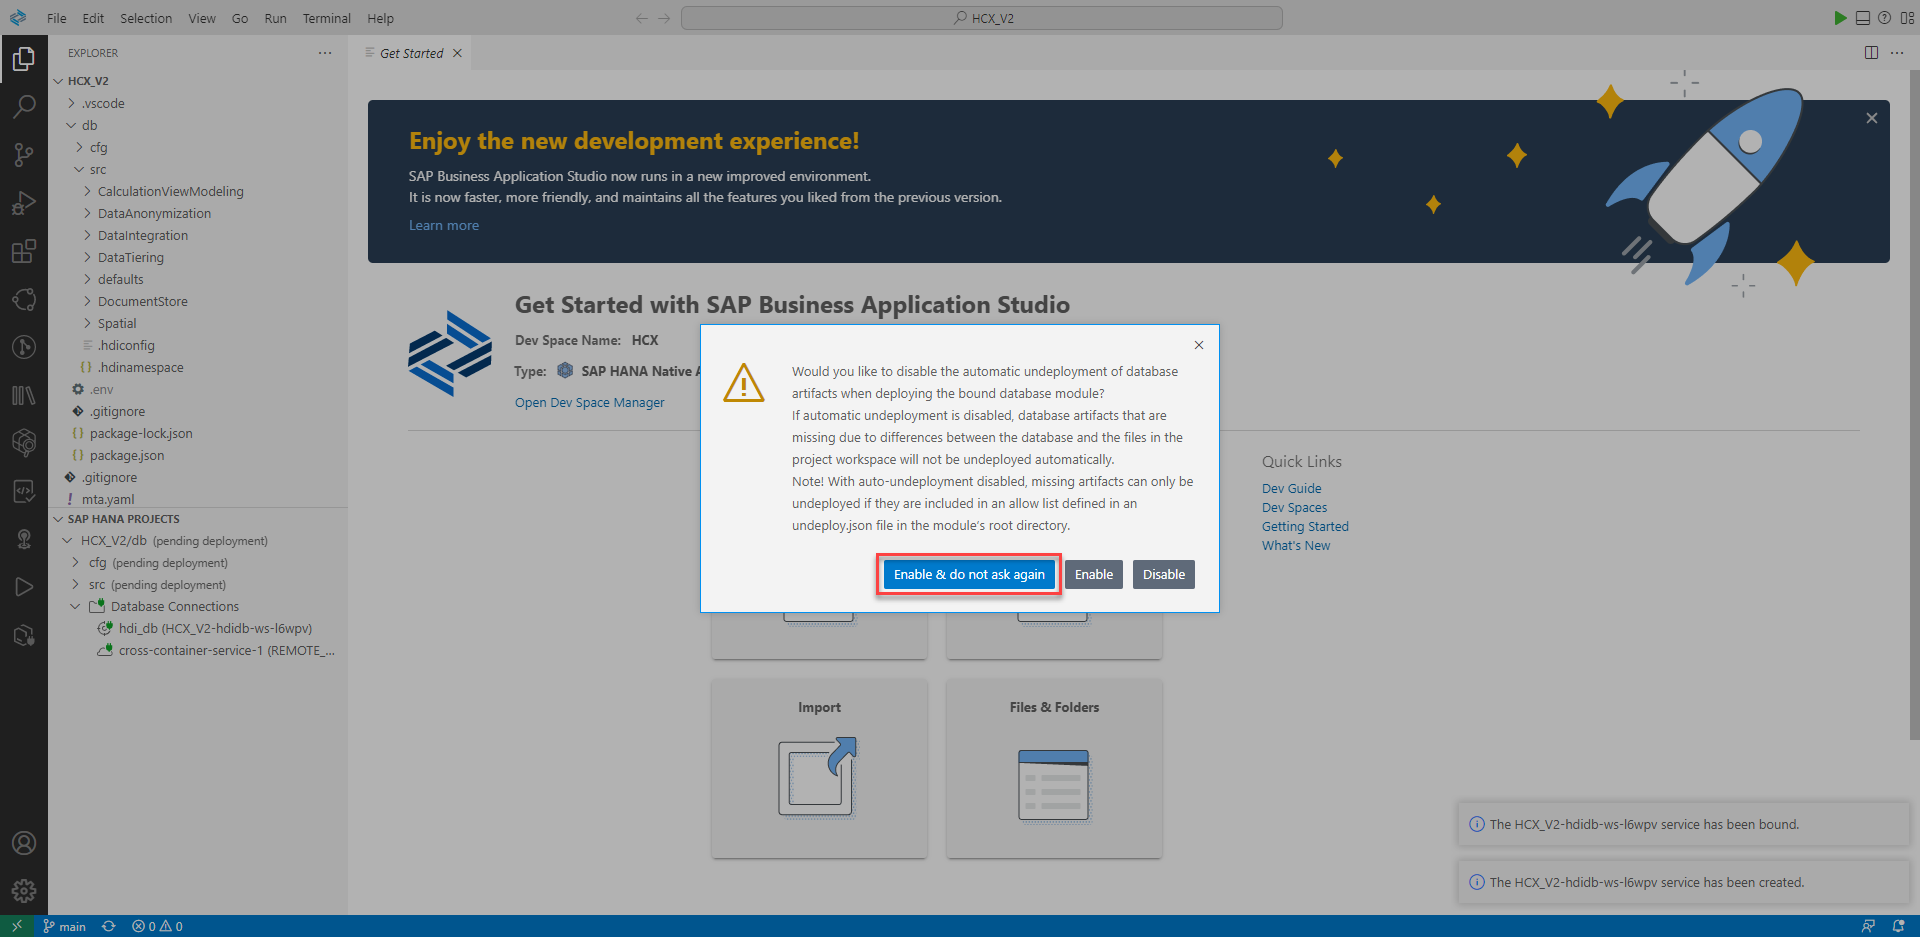 File Edit Selection View Go Run Terminal Help
HCX_V2
EXPLORER
HCX_V2
.vscode
db
cfg
src
CalculationViewModeling
DataAnonymization
DataIntegration
DataTiering
defaults
DocumentStore
Spatial
.hdiconfig
{} .hdinamespace
.env
.gitignore
{} package-lock.json
{} package.json
.gitignore
! mta.yaml
SAP HANA PROJECTS
HCX_V2/db (pending deployment)
cfg (pending deployment)
src (pending deployment)
Database Connections
hdi_db (HCX_V2-hdidb-ws-l6wpv)
cross-container-service-1 (REMOTE_...
Get Started
Enjoy the new development experience!
SAP Business Application Studio now runs in a new improved environment.
It is now faster, more friendly, and maintains all the features you liked from the previous version.
Learn more
Get Started with SAP Business Application Studio
Dev Space Name: HCX
Type: SAP HANA Native A
Open Dev Space Manager
Would you like to disable the automatic undeployment of database
artifacts when deploying the bound database module?
If automatic undeployment is disabled, database artifacts that are
missing due to differences between the database and the files in the
project workspace will not be undeployed automatically.
Note! With auto-undeployment disabled, missing artifacts can only be
undeployed if they are included in an allow list defined in an
undeploy.json file in the module's root directory.
Enable & do not ask again Enable Disable
Quick Links
Dev Guide
Dev Spaces
Getting Started
What's New
Import
Files & Folders
The HCX_V2-hdidb-ws-l6wpv service has been bound.
The HCX_V2-hdidb-ws-l6wpv service has been created.
main 0 0